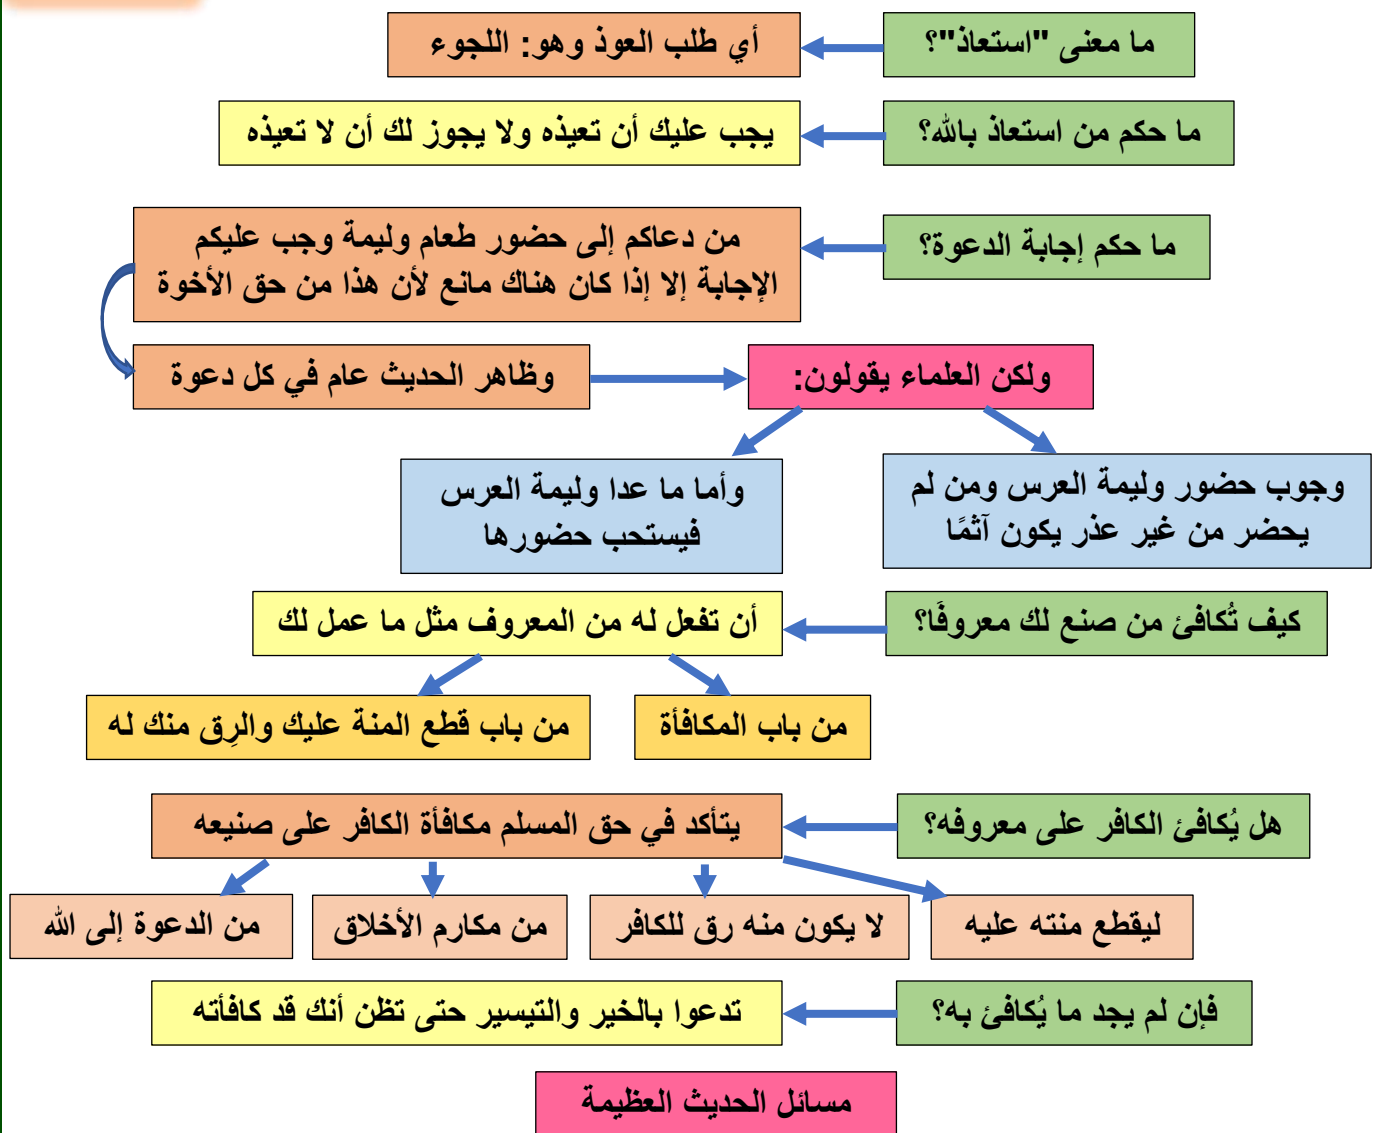 ما معنى "استعاذ"؟
أي طلب العوذ وهو: اللجوء
ما حكم من استعاذ بالله؟
يجب عليك أن تعيذه ولا يجوز لك أن لا تعيذه
ما حكم إجابة الدعوة؟
من دعاكم إلى حضور طعام وليمة وجب عليكم
الإجابة إلا إذا كان هناك مانع لأن هذا من حق الأخوة
وظاهر الحديث عام في كل دعوة
ولكن العلماء يقولون:
وجوب حضور وليمة العرس ومن لم
يحضر من غير عذر يكون آثمًا
وأما ما عدا وليمة العرس
فيستحب حضورها
كيف تُكافئ من صنع لك معروفًا؟
أن تفعل له من المعروف مثل ما عمل لك
من باب المكافأة
من باب قطع المنة عليك والرِق منك له
هل يُكافئ الكافر على معروفه؟
يتأكد في حق المسلم مكافأة الكافر على صنيعه
ليقطع منته عليه
لا يكون منه رق للكافر
من مكارم الأخلاق
من الدعوة إلى الله
فإن لم يجد ما يُكافئ به؟
تدعوا بالخير والتيسير حتى تظن أنك قد كافأته
مسائل الحديث العظيمة